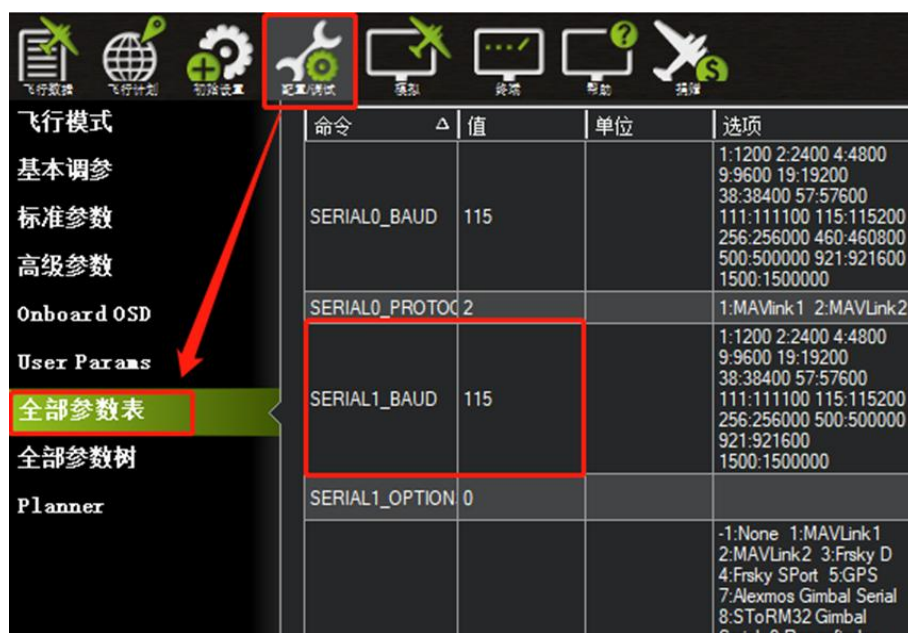 飞行数据 飞行计划 初始设置 配置/调试 模拟 终端 帮助 捐赠
飞行模式
基本调参
标准参数
高级参数
Onboard OSD
User Params
全部参数表
全部参数树
Planner
命令 值 单位 选项
SERIAL0_BAUD 115
1:1200 2:2400 4:4800
9:9600 19:19200
38:38400 57:57600
111:111100 115:115200
256:256000 460:460800
500:500000 921:921600
1500:1500000
SERIAL0_PROTOC 2 1:MAVlink1 2:MAVLink2
SERIAL1_BAUD 115
1:1200 2:2400 4:4800
9:9600 19:19200
38:38400 57:57600
111:111100 115:115200
256:256000 500:500000
921:921600
1500:1500000
SERIAL1_OPTION 0
-1:None 1:MAVLink1
2:MAVLink2 3:Frsky D
4:Frsky SPort 5:GPS
7:Alexmos Gimbal Serial
8:SToRM32 Gimbal